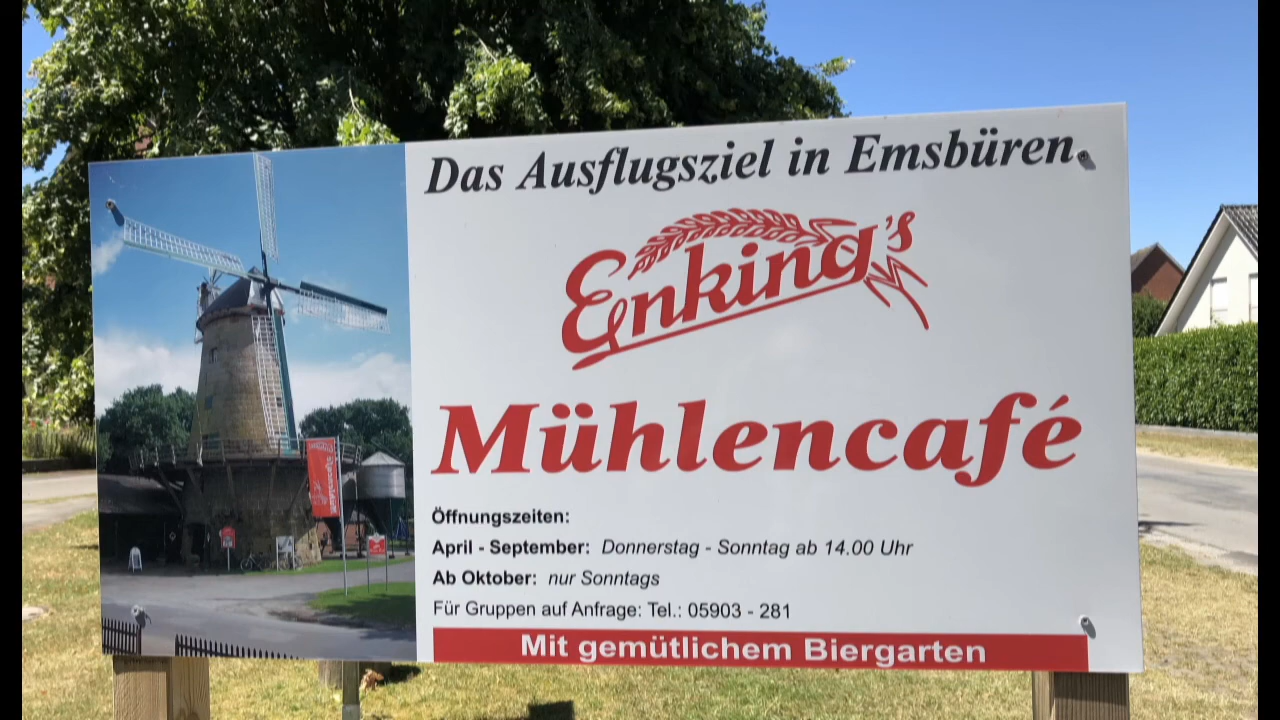 Das Ausflugsziel in Emsbüren
Enking's
Mühlencafé
Öffnungszeiten:
April - September: Donnerstag - Sonntag ab 14.00 Uhr
Ab Oktober: nur Sonntags
Für Gruppen auf Anfrage: Tel.: 05903 - 281
Mit gemütlichem Biergarten